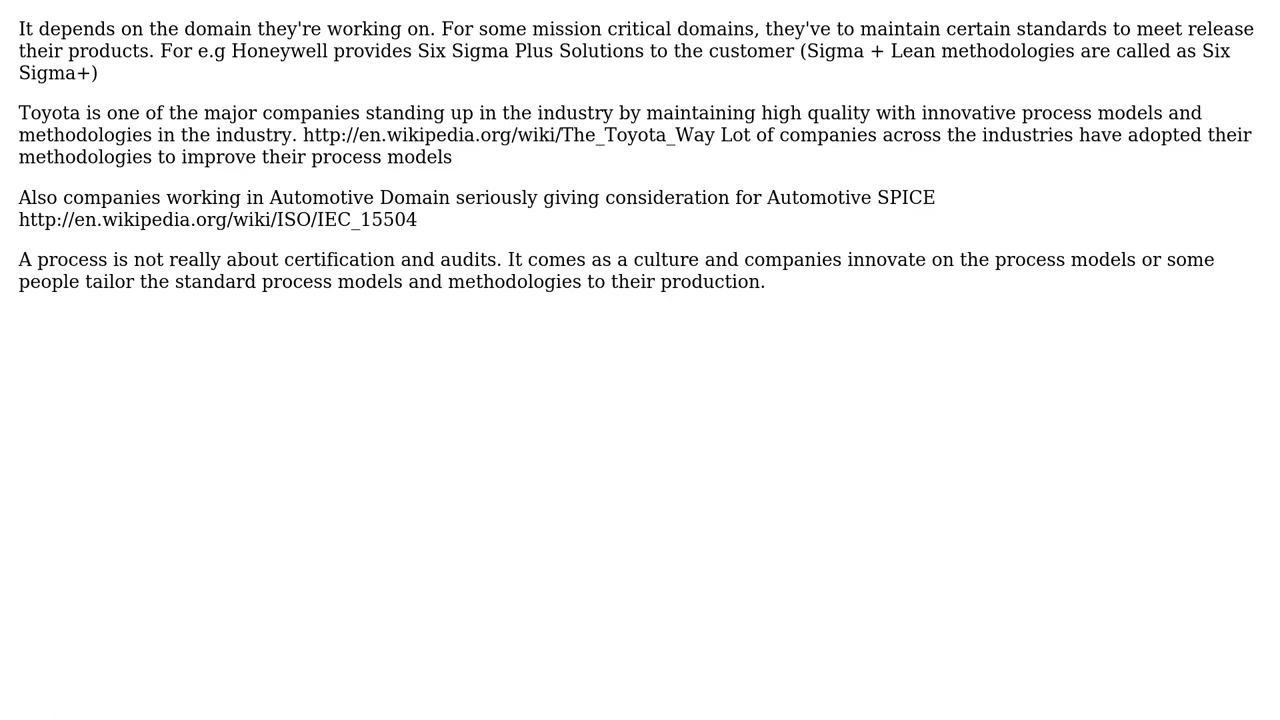 It depends on the domain they're working on. For some mission critical domains, they've to maintain certain standards to meet release
their products. For e.g Honeywell provides Six Sigma Plus Solutions to the customer (Sigma + Lean methodologies are called as Six
Sigma+)
Toyota is one of the major companies standing up in the industry by maintaining high quality with innovative process models and
methodologies in the industry. http://en.wikipedia.org/wiki/The_Toyota_Way Lot of companies across the industries have adopted their
methodologies to improve their process models
Also companies working in Automotive Domain seriously giving consideration for Automotive SPICE
http://en.wikipedia.org/wiki/ISO/IEC_15504
A process is not really about certification and audits. It comes as a culture and companies innovate on the process models or some
people tailor the standard process models and methodologies to their production.